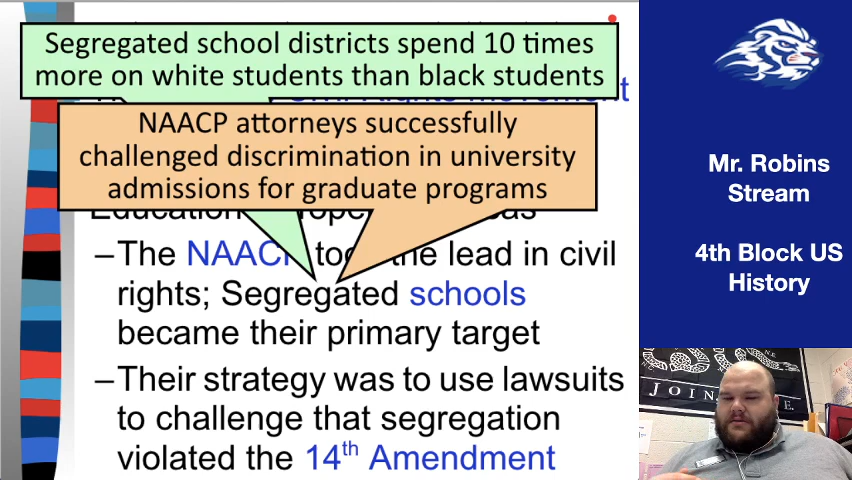 Segregated school districts spend 10 times
more on white students than black students
NAACP attorneys successfully
challenged discrimination in university
admissions for graduate programs
–The NAACP took the lead in civil
rights; Segregated schools
became their primary target
–Their strategy was to use lawsuits
to challenge that segregation
violated the 14th Amendment
Mr. Robins
Stream
4th Block US
History
JOIN